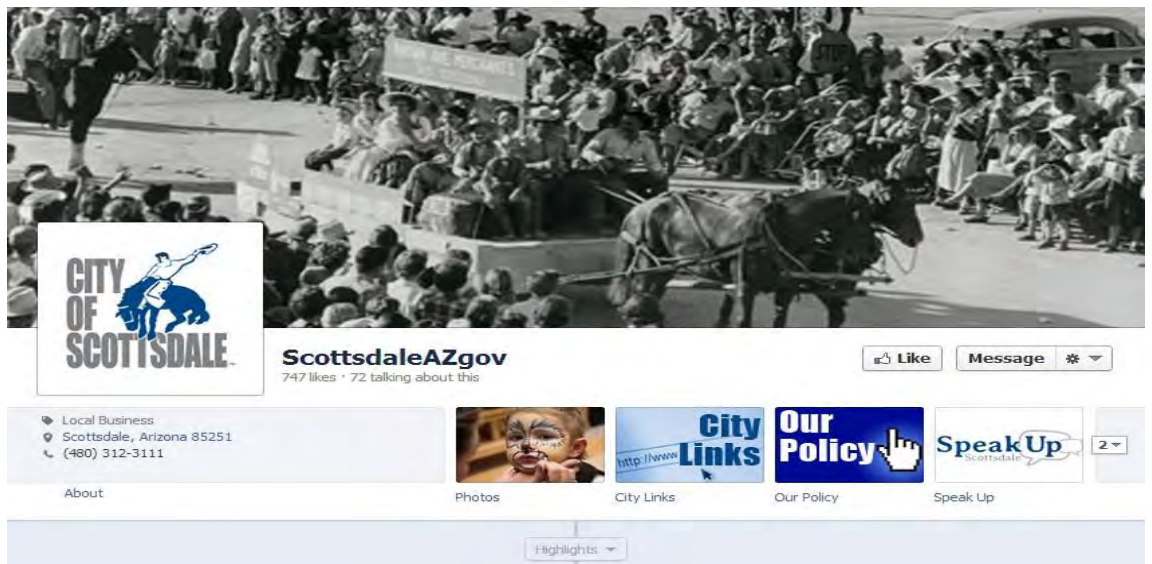 STOP
CITY
OF
SCOTTSDALE
ScottsdaleAZgov
747 likes · 72 talking about this
Like
Message
Local Business
Scottsdale, Arizona 85251
(480) 312-3111
About
Photos
City
Links
http://www
City Links
Our
Policy
Our Policy
SpeakUp
Scottsdale
Speak Up
2
Highlights